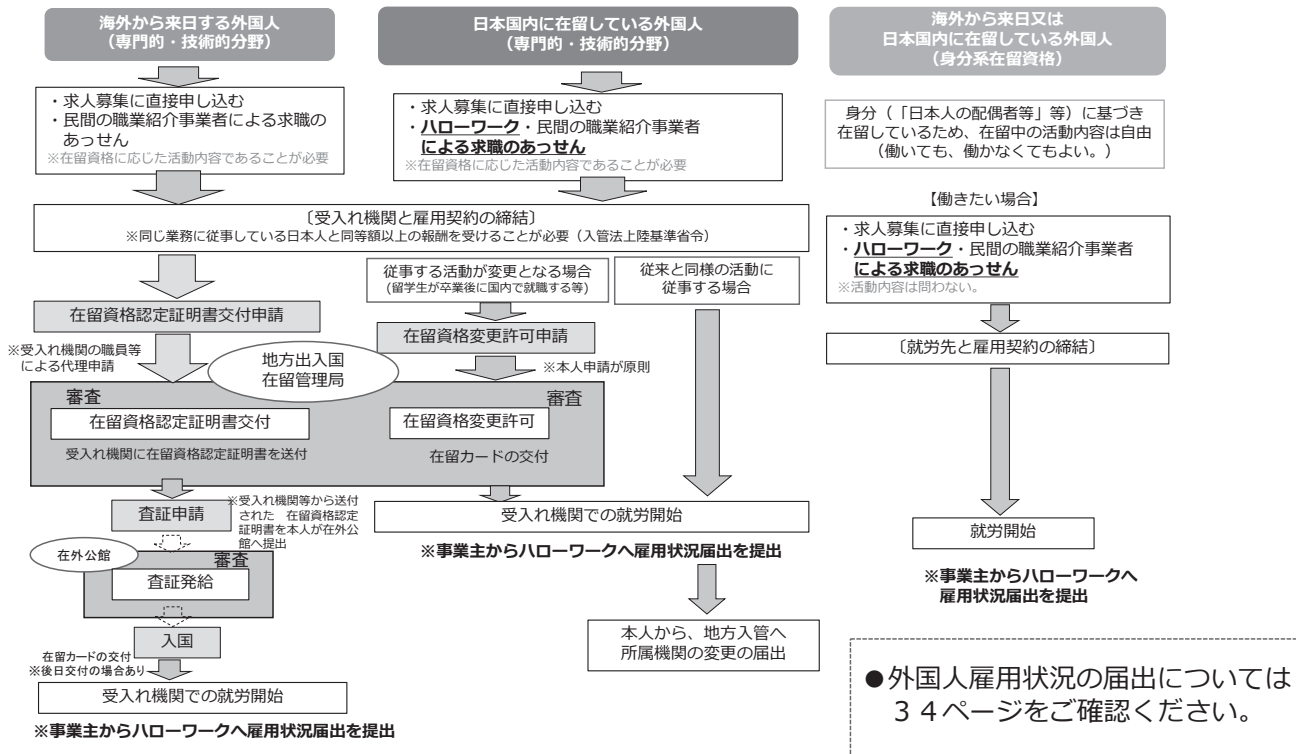 海外から来日する外国人
(専門的・技術的分野)
・求人募集に直接申し込む
・民間の職業紹介事業者による求職の
あっせん
※在留資格に応じた活動内容であることが必要
日本国内に在留している外国人
(専門的・技術的分野)
・求人募集に直接申し込む
・ハローワーク・民間の職業紹介事業者
による求職のあっせん
※在留資格に応じた活動内容であることが必要
〔受入れ機関と雇用契約の締結〕
※同じ業務に従事している日本人と同等額以上の報酬を受けることが必要(入管法上陸基準省令)
在留資格認定証明書交付申請
※受入れ機関の職員等
による代理申請
従事する活動が変更となる場合
(留学生が卒業後に国内で就職する等)
従来と同様の活動に
従事する場合
在留資格変更許可申請
※本人申請が原則
地方出入国
在留管理局
審査
在留資格認定証明書交付
受入れ機関に在留資格認定証明書を送付
審査
在留資格変更許可
在留カードの交付
査証申請
※受入れ機関等から送付
された 在留資格認定
証明書を本人が在外公
館へ提出
在外公館
審査
査証発給
入国
在留カードの交付
※後日交付の場合あり
受入れ機関での就労開始
※事業主からハローワークへ雇用状況届出を提出
受入れ機関での就労開始
※事業主からハローワークへ雇用状況届出を提出
本人から、地方入管へ
所属機関の変更の届出
海外から来日又は
日本国内に在留している外国人
(身分系在留資格)
身分(「日本人の配偶者等」等)に基づき
在留しているため、在留中の活動内容は自由
(働いても、働かなくてもよい。)
【働きたい場合】
・求人募集に直接申し込む
・ハローワーク・民間の職業紹介事業者
による求職のあっせん
※活動内容は問わない。
〔就労先と雇用契約の締結〕
就労開始
※事業主からハローワークへ
雇用状況届出を提出
●外国人雇用状況の届出については
34ページをご確認ください。